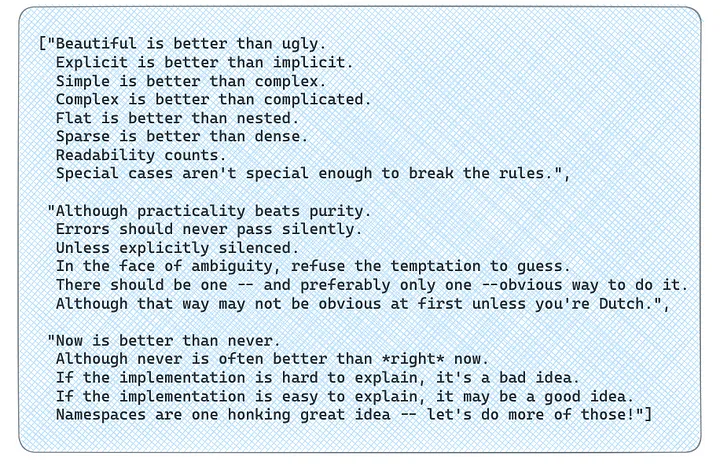 ["Beautiful is better than ugly.
Explicit is better than implicit.
Simple is better than complex.
Complex is better than complicated.
Flat is better than nested.
Sparse is better than dense.
Readability counts.
Special cases aren't special enough to break the rules.",
"Although practicality beats purity.
Errors should never pass silently.
Unless explicitly silenced.
In the face of ambiguity, refuse the temptation to guess.
There should be one -- and preferably only one --obvious way to do it.
Although that way may not be obvious at first unless you're Dutch.",
"Now is better than never.
Although never is often better than *right* now.
If the implementation is hard to explain, it's a bad idea.
If the implementation is easy to explain, it may be a good idea.
Namespaces are one honking great idea -- let's do more of those!"]